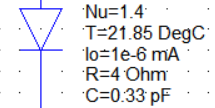 Nu=1.4
T=21.85 DegC
Io=1e-6 mA
R=4 Ohm
C=0.33 pF